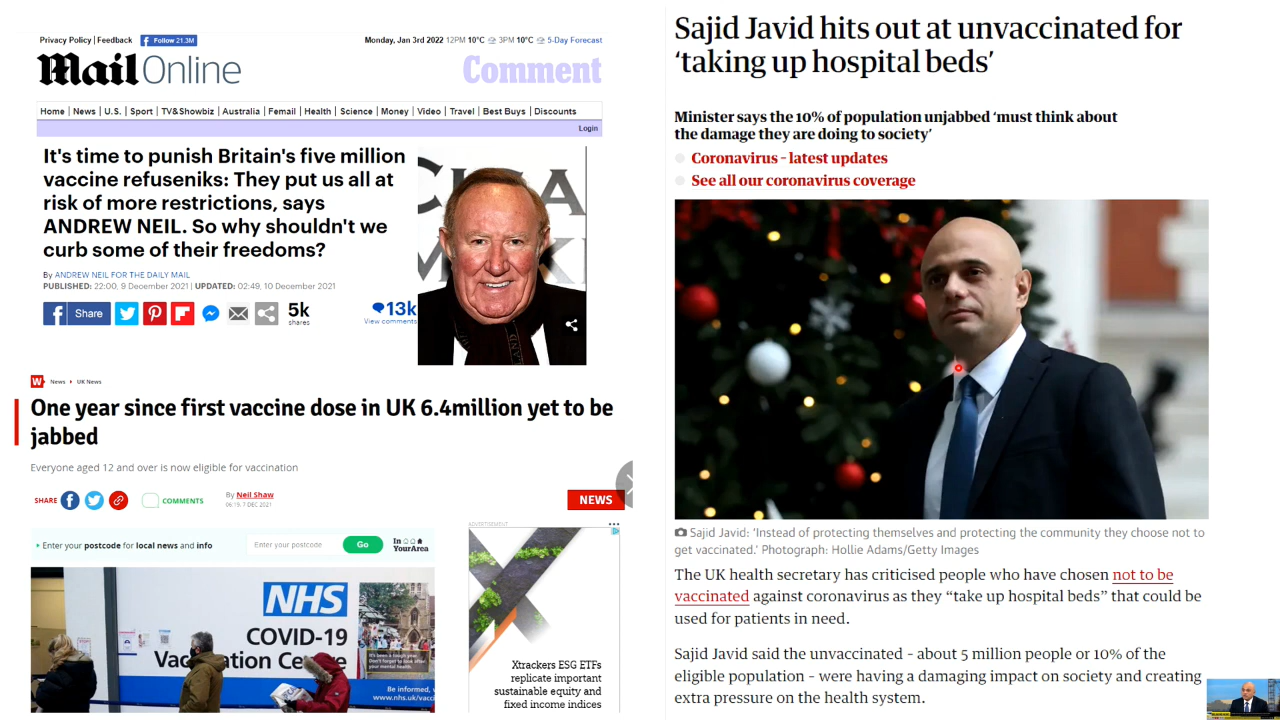 Privacy Policy | Feedback
Follow 21.3M
Monday, Jan 3rd 2022 12PM 10°C 3PM 10°C 5-Day Forecast
Mail Online
Comment
Home | News | U.S. | Sport | TV&Showbiz | Australia | Femail | Health | Science | Money | Video | Travel | Best Buys | Discounts
Login
It's time to punish Britain's five million
vaccine refuseniks: They put us all at
risk of more restrictions, says
ANDREW NEIL. So why shouldn't we
curb some of their freedoms?
By ANDREW NEIL FOR THE DAILY MAIL
PUBLISHED: 22:00, 9 December 2021 | UPDATED: 02:49, 10 December 2021
Share
5k
shares
13k
View comments
W News UK News
One year since first vaccine dose in UK 6.4million yet to be
jabbed
Everyone aged 12 and over is now eligible for vaccination
SHARE
COMMENTS
By Neil Shaw
06:19, 7 DEC 2021
NEWS
ADVERTISEMENT
Enter your postcode for local news and info
Enter your postcode
Go
In
YourArea
NHS
COVID-19
Be informed,
www.nhs.uk/vacc
Xtrackers ESG ETFs
replicate important
sustainable equity and
fixed income indices
Sajid Javid hits out at unvaccinated for
‘taking up hospital beds’
Minister says the 10% of population unjabbed ‘must think about
the damage they are doing to society’
Coronavirus – latest updates
See all our coronavirus coverage
Sajid Javid: ‘Instead of protecting themselves and protecting the community they choose not to
get vaccinated.’ Photograph: Hollie Adams/Getty Images
The UK health secretary has criticised people who have chosen not to be
vaccinated against coronavirus as they “take up hospital beds” that could be
used for patients in need.
Sajid Javid said the unvaccinated – about 5 million people or 10% of the
eligible population – were having a damaging impact on society and creating
extra pressure on the health system.